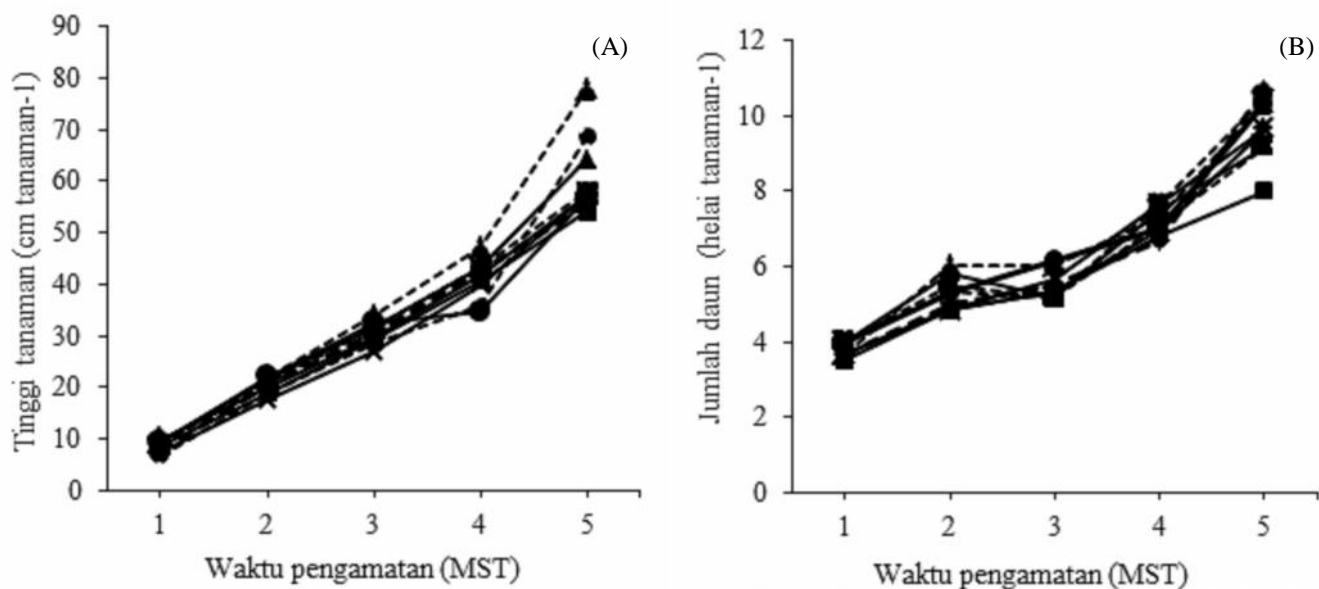 (A)
Tinggi tanaman (cm tanaman-1)
90
80
70
60
50
40
30
20
10
0
1 2 3 4 5
Waktu pengamatan (MST)
(B)
Jumlah daun (helai tanaman-1)
12
10
8
6
4
2
0
1 2 3 4 5
Waktu pengamatan (MST)